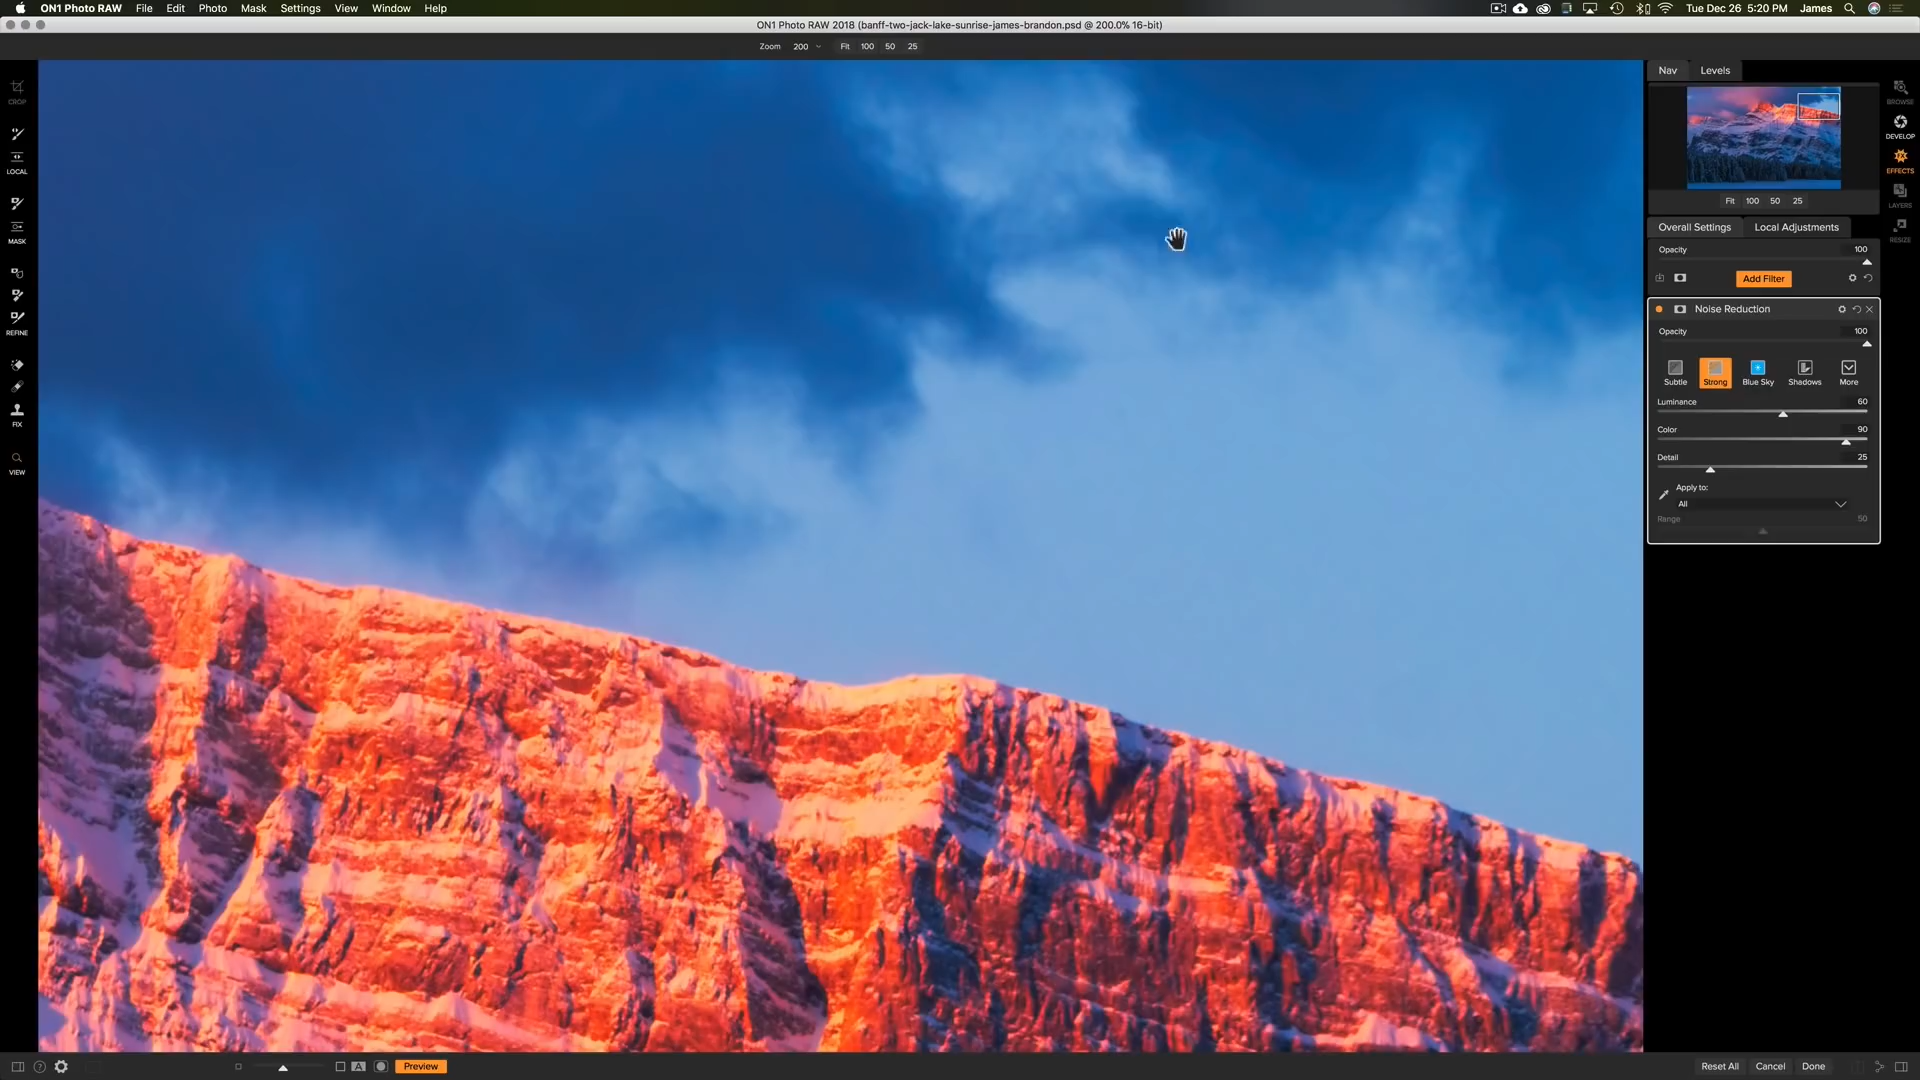 ON1 Photo RAW File Edit Photo Mask Settings View Window Help Tue Dec 26 5:20 PM James
ON1 Photo RAW 2018 (banff-two-jack-lake-sunrise-james-brandon.psd @ 200.0% 16-bit)
Zoom 200 Fit 100 50 25
CROP
LOCAL
MASK
REFINE
FIX
VIEW
Nav Levels
Fit 100 50 25
BROWSE
DEVELOP
EFFECTS
LAYERS
RESIZE
Overall Settings Local Adjustments
Opacity 100
Add Filter
Noise Reduction
Opacity 100
Subtle Strong Blue Sky Shadows More
Luminance 60
Color 90
Detail 25
Apply to:
All
Range 50
? A Preview Reset All Cancel Done